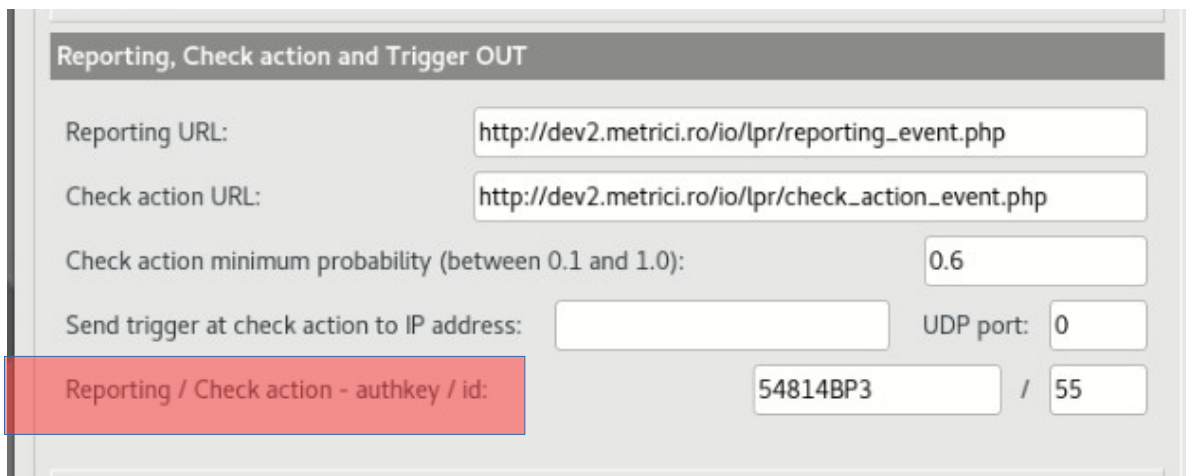 Reporting, Check action and Trigger OUT
Reporting URL: http://dev2.metrici.ro/io/lpr/reporting_event.php
Check action URL: http://dev2.metrici.ro/io/lpr/check_action_event.php
Check action minimum probability (between 0.1 and 1.0): 0.6
Send trigger at check action to IP address: UDP port: 0
Reporting / Check action - authkey / id: 54814BP3 / 55